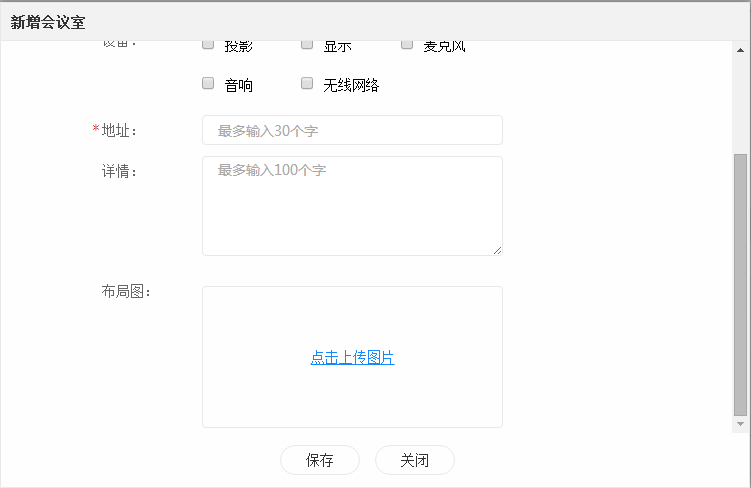 新增会议室
设备：
投影 显示 麦克风
音响 无线网络
*地址：
最多输入30个字
详情：
最多输入100个字
布局图：
点击上传图片
保存 关闭